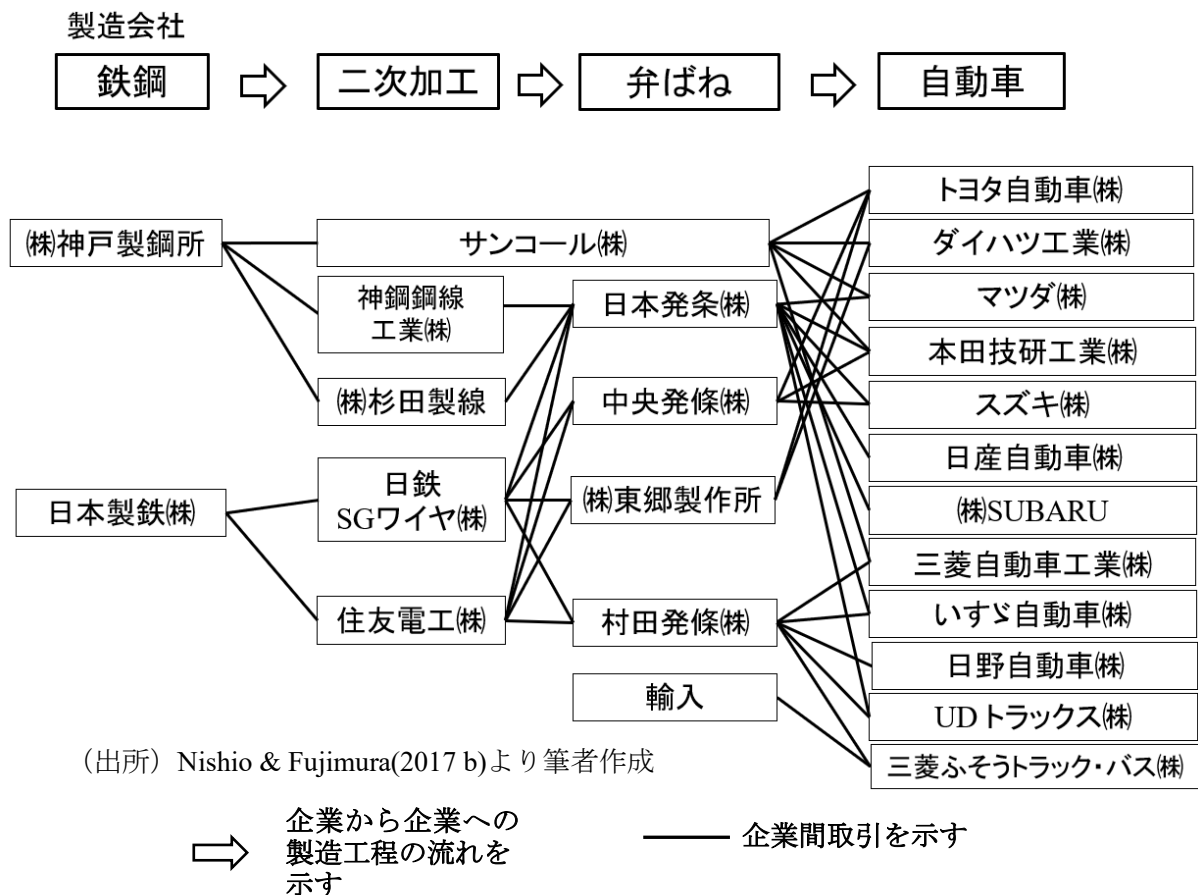 製造会社
鉄鋼
二次加工
弁ばね
自動車
㈱神戸製鋼所
日本製鉄㈱
サンコール㈱
神鋼鋼線
工業㈱
㈱杉田製線
日鉄
SGワイヤ㈱
住友電工㈱
日本発条㈱
中央発條㈱
㈱東郷製作所
村田発條㈱
輸入
トヨタ自動車㈱
ダイハツ工業㈱
マツダ㈱
本田技研工業㈱
スズキ㈱
日産自動車㈱
㈱SUBARU
三菱自動車工業㈱
いすゞ自動車㈱
日野自動車㈱
UDトラックス㈱
三菱ふそうトラック・バス㈱
（出所）Nishio & Fujimura(2017 b)より筆者作成
企業から企業への
製造工程の流れを
示す
企業間取引を示す